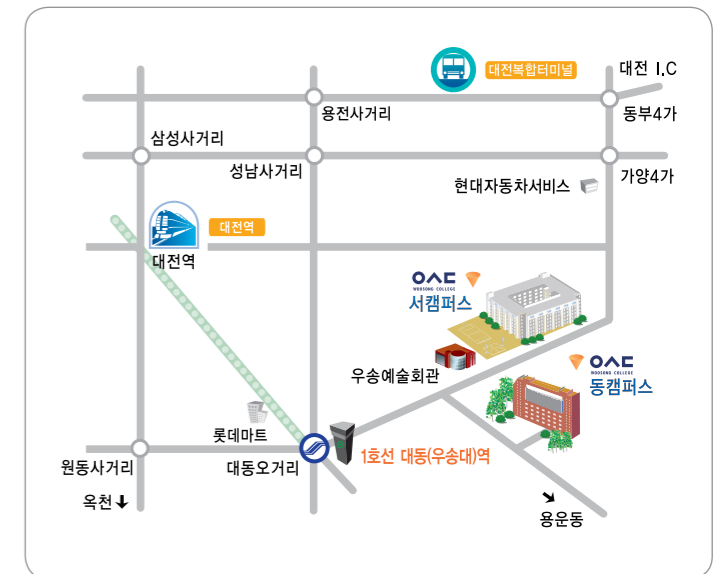 대전복합터미널
대전 I.C
용전사거리
동부4가
삼성사거리
성남사거리
현대자동차서비스
가양4가
대전역
대전역
WOOSONG COLLEGE
서캠퍼스
우송예술회관
WOOSONG COLLEGE
동캠퍼스
롯데마트
원동사거리
대동오거리
1호선 대동(우송대)역
옥천
용운동